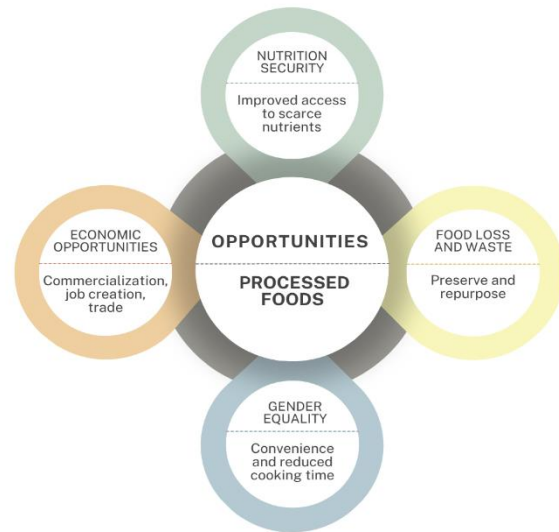 NUTRITION
SECURITY
Improved access
to scarce
nutrients
ECONOMIC
OPPORTUNITIES
Commercialization,
job creation,
trade
OPPORTUNITIES
PROCESSED
FOODS
FOOD LOSS
AND WASTE
Preserve and
repurpose
GENDER
EQUALITY
Convenience
and reduced
cooking time